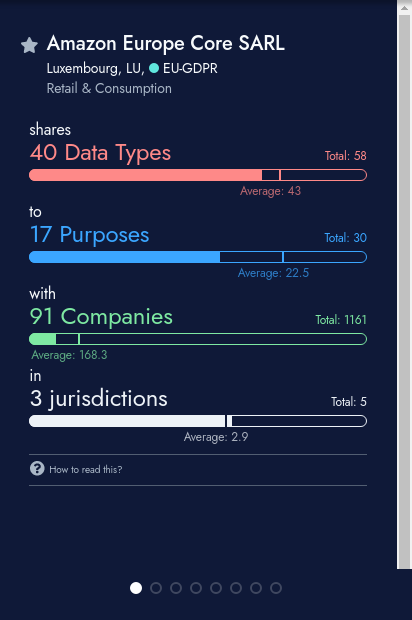 Amazon Europe Core SARL
Luxembourg, LU, EU-GDPR
Retail & Consumption
shares
40 Data Types
Total: 58
Average: 43
to
17 Purposes
Total: 30
Average: 22.5
with
91 Companies
Total: 1161
Average: 168.3
in
3 jurisdictions
Total: 5
Average: 2.9
? How to read this?